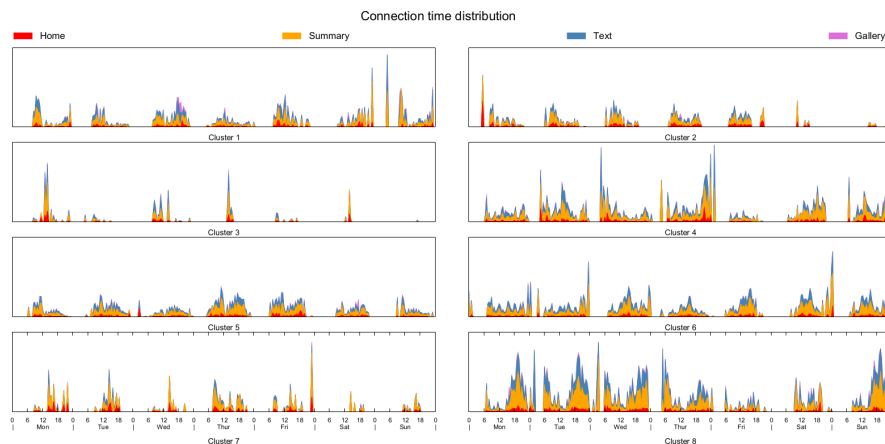 Connection time distribution
Home Summary Text Gallery
Cluster 1 Cluster 2
Cluster 3 Cluster 4
Cluster 5 Cluster 6
0 6 12 18 0 6 12 18 0 6 12 18 0 6 12 18 0 6 12 18 0 6 12 18 0 6 12 18 0 0 6 12 18 0 6 12 18 0 6 12 18 0 6 12 18 0 6 12 18 0 6 12 18 0 6 12 18
Mon | Tue | Wed | Thur | Fri | Sat | Sun | Mon | Tue | Wed | Thur | Fri | Sat | Sun
Cluster 7 Cluster 8